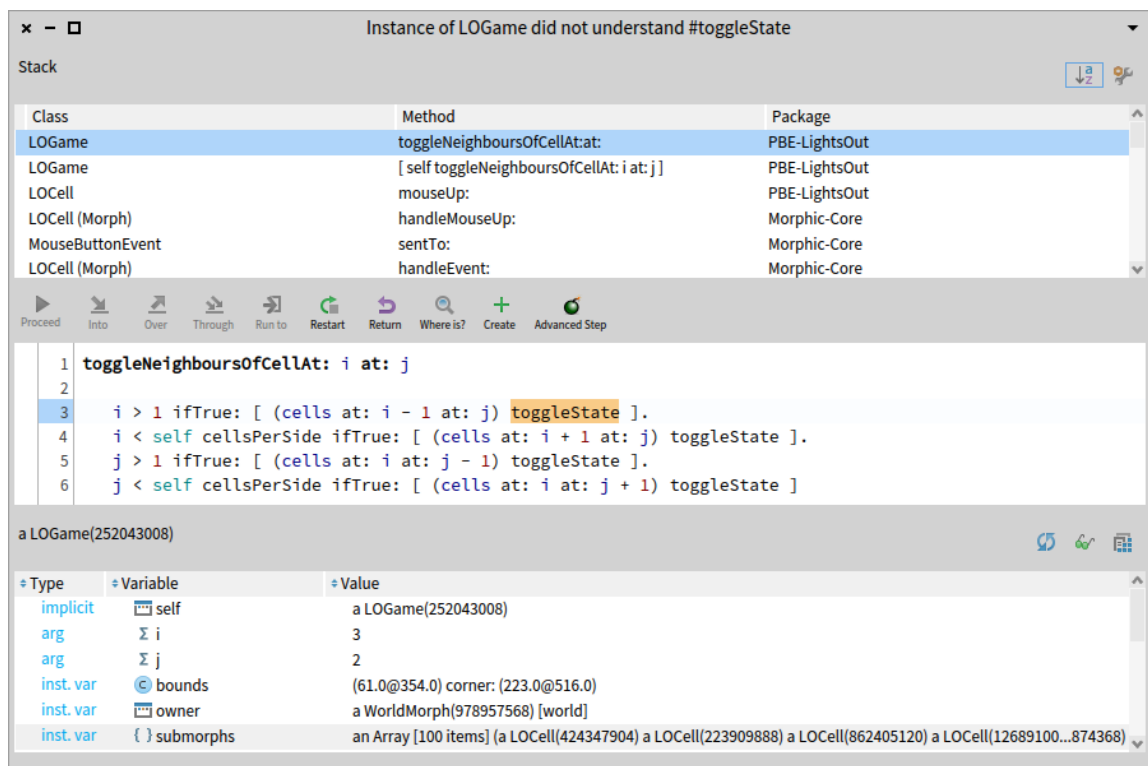 Instance of LOGame did not understand #toggleState
Stack
Class Method Package
LOGame toggleNeighboursOfCellAt:at: PBE-LightsOut
LOGame [ self toggleNeighboursOfCellAt: i at: j ] PBE-LightsOut
LOCell mouseUp: PBE-LightsOut
LOCell (Morph) handleMouseUp: Morphic-Core
MouseButtonEvent sentTo: Morphic-Core
LOCell (Morph) handleEvent: Morphic-Core
Proceed Into Over Through Run to Restart Return Where is? Create Advanced Step
1 toggleNeighboursOfCellAt: i at: j
2
3 i > 1 ifTrue: [ (cells at: i - 1 at: j) toggleState ].
4 i < self cellsPerSide ifTrue: [ (cells at: i + 1 at: j) toggleState ].
5 j > 1 ifTrue: [ (cells at: i at: j - 1) toggleState ].
6 j < self cellsPerSide ifTrue: [ (cells at: i at: j + 1) toggleState ]
a LOGame(252043008)
Type Variable Value
implicit self a LOGame(252043008)
arg Σ i 3
arg Σ j 2
inst. var C bounds (61.0@354.0) corner: (223.0@516.0)
inst. var owner a WorldMorph(978957568) [world]
inst. var { } submorphs an Array [100 items] (a LOCell(424347904) a LOCell(223909888) a LOCell(862405120) a LOCell(12689100...874368)